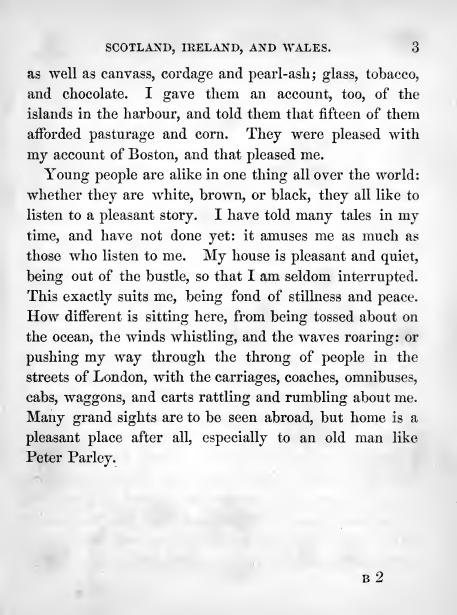 SCOTLAND, IRELAND, AND WALES. 3
as well as canvass, cordage and pearl-ash; glass, tobacco,
and chocolate. I gave them an account, too, of the
islands in the harbour, and told them that fifteen of them
afforded pasturage and corn. They were pleased with
my account of Boston, and that pleased me.
Young people are alike in one thing all over the world:
whether they are white, brown, or black, they all like to
listen to a pleasant story. I have told many tales in my
time, and have not done yet: it amuses me as much as
those who listen to me. My house is pleasant and quiet,
being out of the bustle, so that I am seldom interrupted.
This exactly suits me, being fond of stillness and peace.
How different is sitting here, from being tossed about on
the ocean, the winds whistling, and the waves roaring: or
pushing my way through the throng of people in the
streets of London, with the carriages, coaches, omnibuses,
cabs, waggons, and carts rattling and rumbling about me.
Many grand sights are to be seen abroad, but home is a
pleasant place after all, especially to an old man like
Peter Parley.
B 2